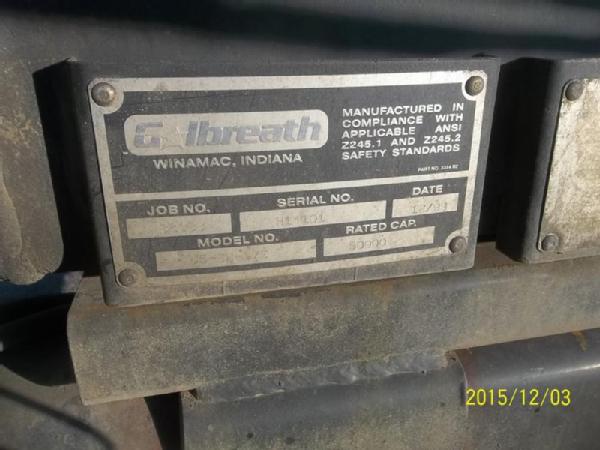 Galbreath
WINAMAC, INDIANA
MANUFACTURED IN
COMPLIANCE WITH
APPLICABLE ANSI
Z245.1 AND Z245.2
SAFETY STANDARDS
JOB NO.
SERIAL NO.
DATE
MODEL NO.
RATED CAP.
60000
2015/12/03